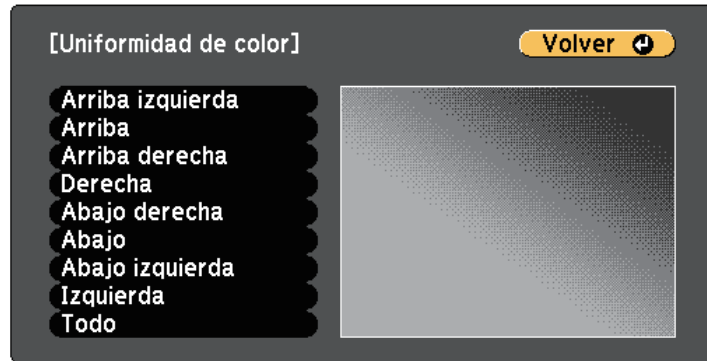 [Uniformidad de color]
Volver
Arriba izquierda
Arriba
Arriba derecha
Derecha
Abajo derecha
Abajo
Abajo izquierda
Izquierda
Todo